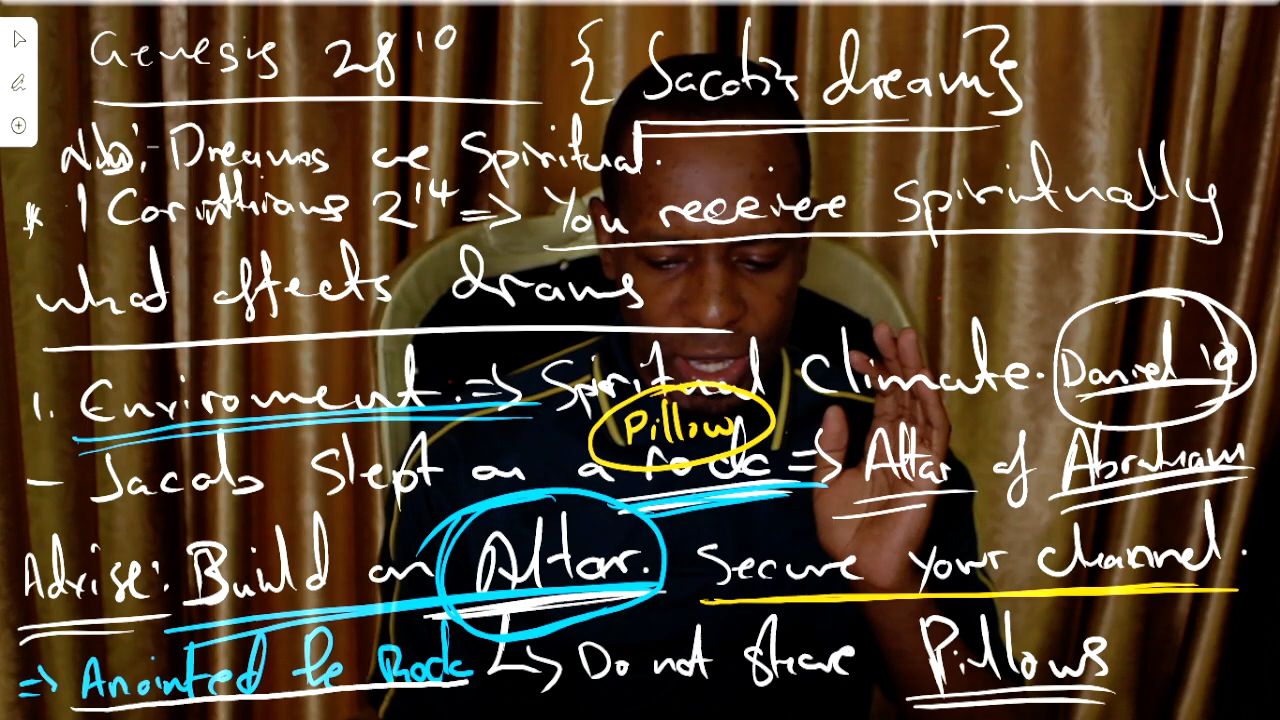 Genesis 28¹⁰ { Jacob's dream}
Nb:- Dreams are Spiritual.
* 1 Corinthians 2¹⁴ => You receive spiritually
what affects dreams
1. Enviroment. => Spiritual Climate. Daniel 10
Pillow
- Jacob slept on a rock => Altar of Abraham
Advise: Build an Altar. Secure your channel.
=> Anointed the Rock ↳ Do not share Pillows